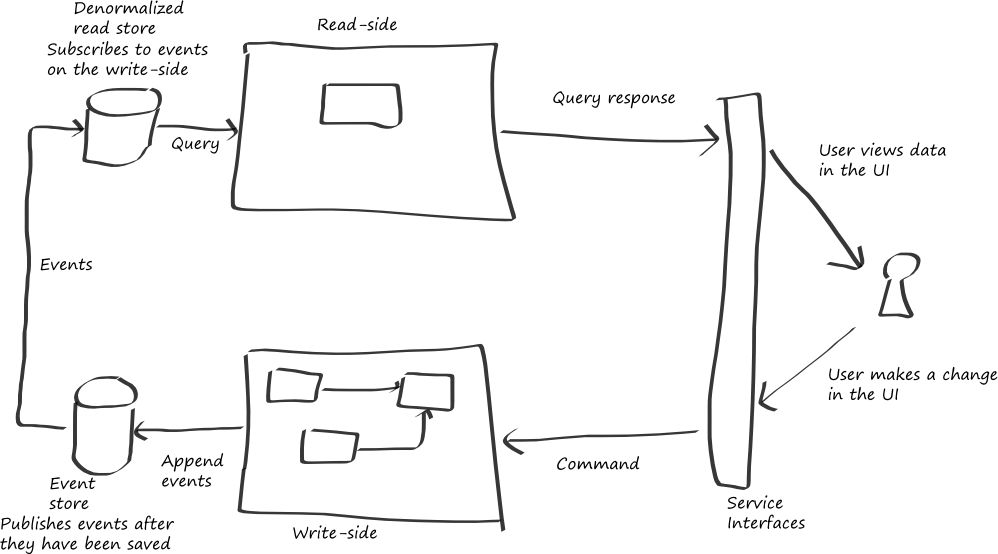 Denormalized
read store
Subscribes to events
on the write-side
Read-side
Query
Query response
User views data
in the UI
Events
User makes a change
in the UI
Command
Append
events
Event
store
Publishes events after
they have been saved
Write-side
Service
Interfaces